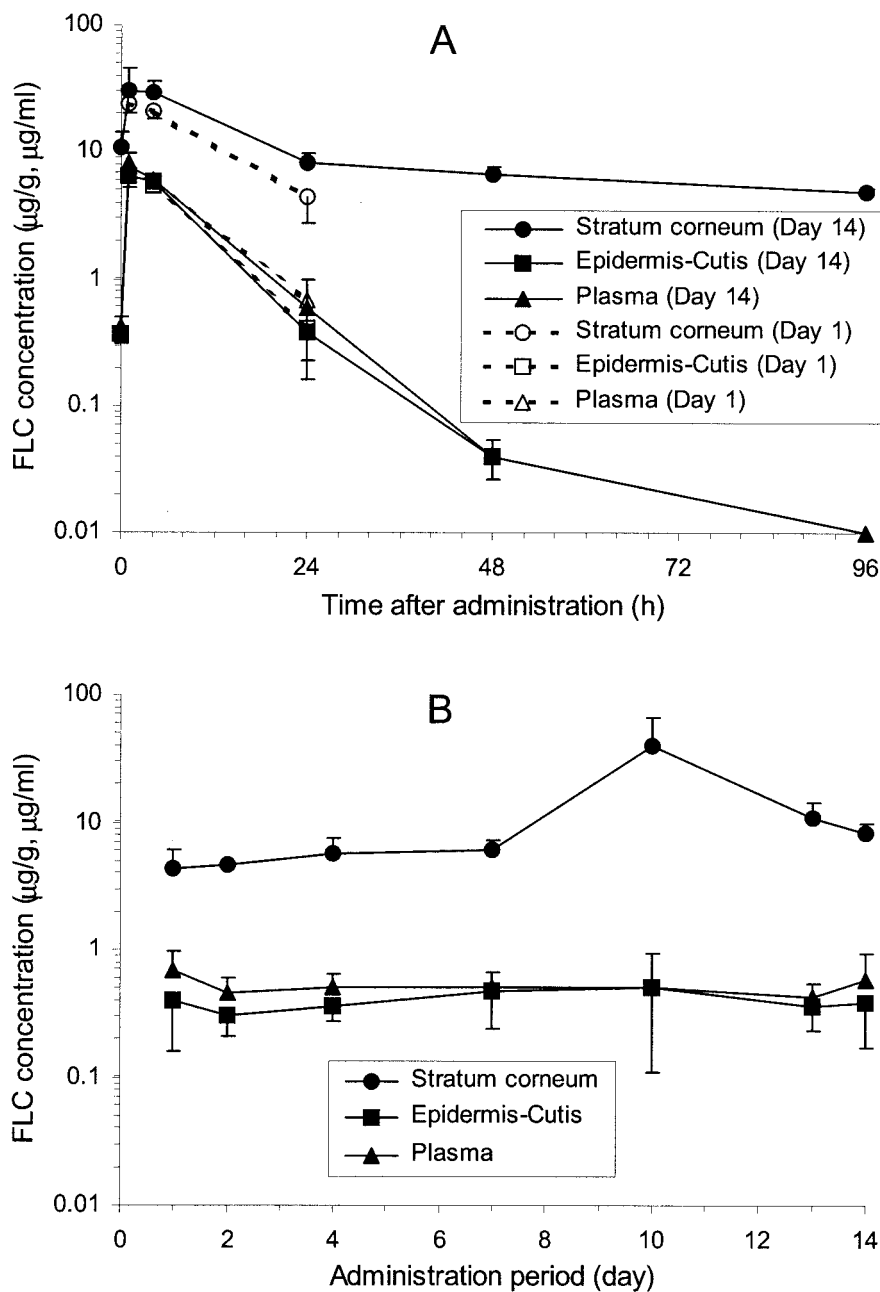 A
FLC concentration (µg/g, µg/ml)
100
10
1
0.1
0.01
0
24
48
72
96
Time after administration (h)
Stratum corneum (Day 14)
Epidermis-Cutis (Day 14)
Plasma (Day 14)
Stratum corneum (Day 1)
Epidermis-Cutis (Day 1)
Plasma (Day 1)
B
FLC concentration (µg/g, µg/ml)
100
10
1
0.1
0.01
Stratum corneum
Epidermis-Cutis
Plasma
0
2
4
6
8
10
12
14
Administration period (day)